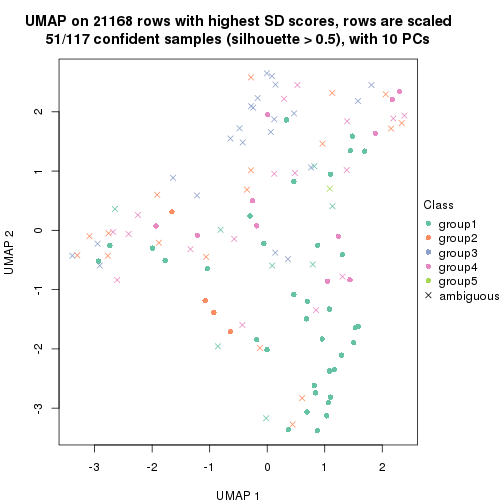 UMAP on 21168 rows with highest SD scores, rows are scaled
51/117 confident samples (silhouette > 0.5), with 10 PCs
UMAP 2
2
1
0
-1
-2
-3
-3
-2
-1
0
1
2
UMAP 1
Class
group1
group2
group3
group4
group5
ambiguous